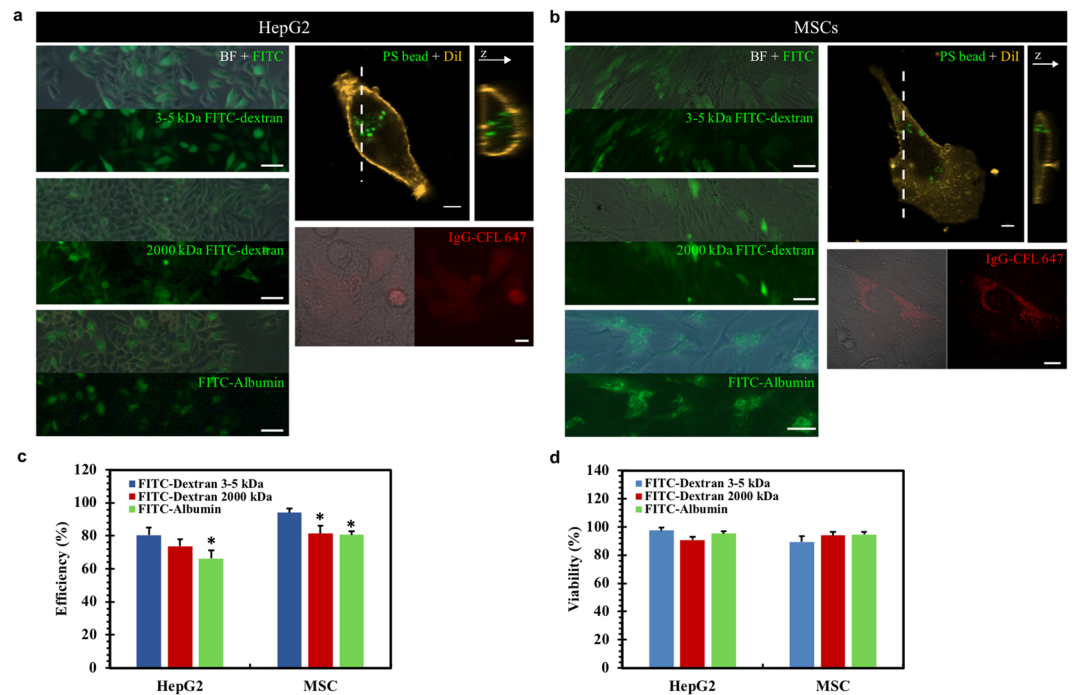 a
HepG2
BF + FITC
3-5 kDa FITC-dextran
2000 kDa FITC-dextran
FITC-Albumin
PS bead + DiI
z
IgG-CFL 647
b
MSCs
BF + FITC
3-5 kDa FITC-dextran
2000 kDa FITC-dextran
FITC-Albumin
PS bead + DiI
z
IgG-CFL 647
c
Efficiency (%)
120
100
80
60
40
20
0
FITC-Dextran 3-5 kDa
FITC-Dextran 2000 kDa
FITC-Albumin
*
*
*
HepG2
MSC
d
Viability (%)
140
120
100
80
60
40
20
0
FITC-Dextran 3-5 kDa
FITC-Dextran 2000 kDa
FITC-Albumin
HepG2
MSC